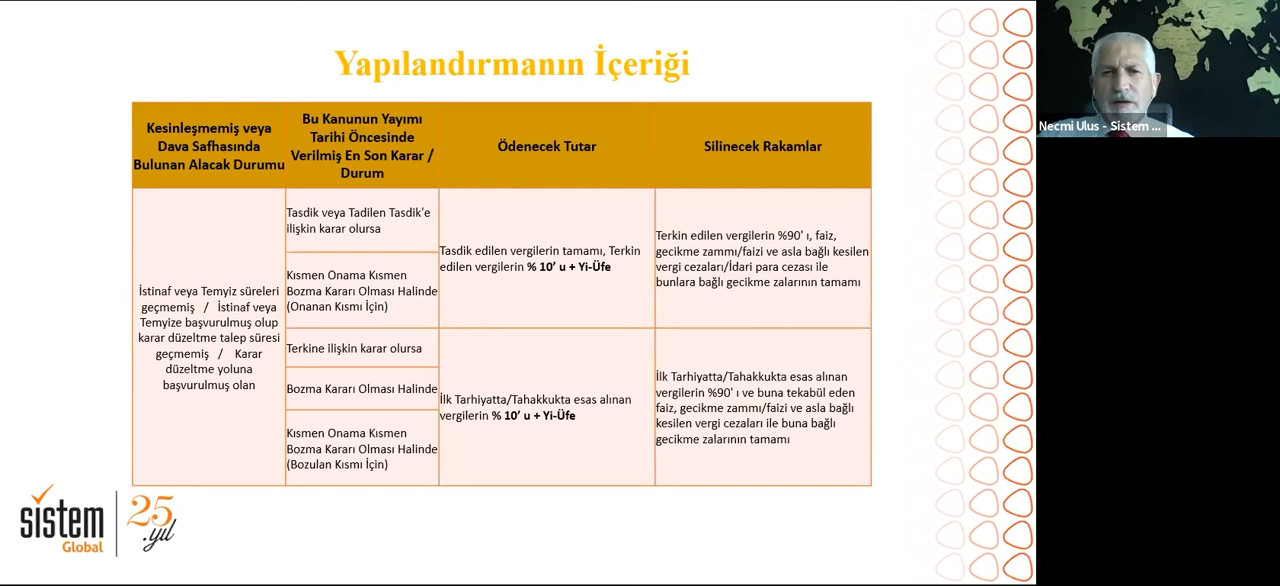 Yapılandırmanın İçeriği
Kesinleşmemiş veya
Dava Safhasında
Bulunan Alacak Durumu
Bu Kanunun Yayımı
Tarihi Öncesinde
Verilmiş En Son Karar /
Durum
Ödenecek Tutar
Silinecek Rakamlar
İstinaf veya Temyiz süreleri
geçmemiş / İstinaf veya
Temyize başvurulmuş olup
karar düzeltme talep süresi
geçmemiş / Karar
düzeltme yoluna
başvurulmuş olan
Tasdik veya Tadilen Tasdik'e
ilişkin karar olursa
Kısmen Onama Kısmen
Bozma Kararı Olması Halinde
(Onanan Kısmı İçin)
Tasdik edilen vergilerin tamamı, Terkin
edilen vergilerin % 10’ u + Yi-Üfe
Terkin edilen vergilerin %90' ı, faiz,
gecikme zammı/faizi ve asla bağlı kesilen
vergi cezaları/İdari para cezası ile
bunlara bağlı gecikme zalarının tamamı
Terkine ilişkin karar olursa
Bozma Kararı Olması Halinde
Kısmen Onama Kısmen
Bozma Kararı Olması Halinde
(Bozulan Kısmı İçin)
İlk Tarhiyatta/Tahakkukta esas alınan
vergilerin % 10’ u + Yi-Üfe
İlk Tarhiyatta/Tahakkukta esas alınan
vergilerin %90' ı ve buna tekabül eden
faiz, gecikme zammı/faizi ve asla bağlı
kesilen vergi cezaları ile buna bağlı
gecikme zalarının tamamı
sistem
Global
25
.yıl
Necmi Ulus - Sistem ...